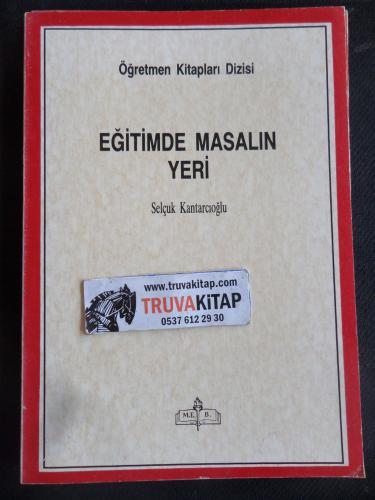 Öğretmen Kitapları Dizisi
EĞİTİMDE MASALIN
YERİ
Selçuk Kantarcıoğlu
www.truvakitap.com
TRUVAKiTAP
0537 612 29 30
M.E. B.